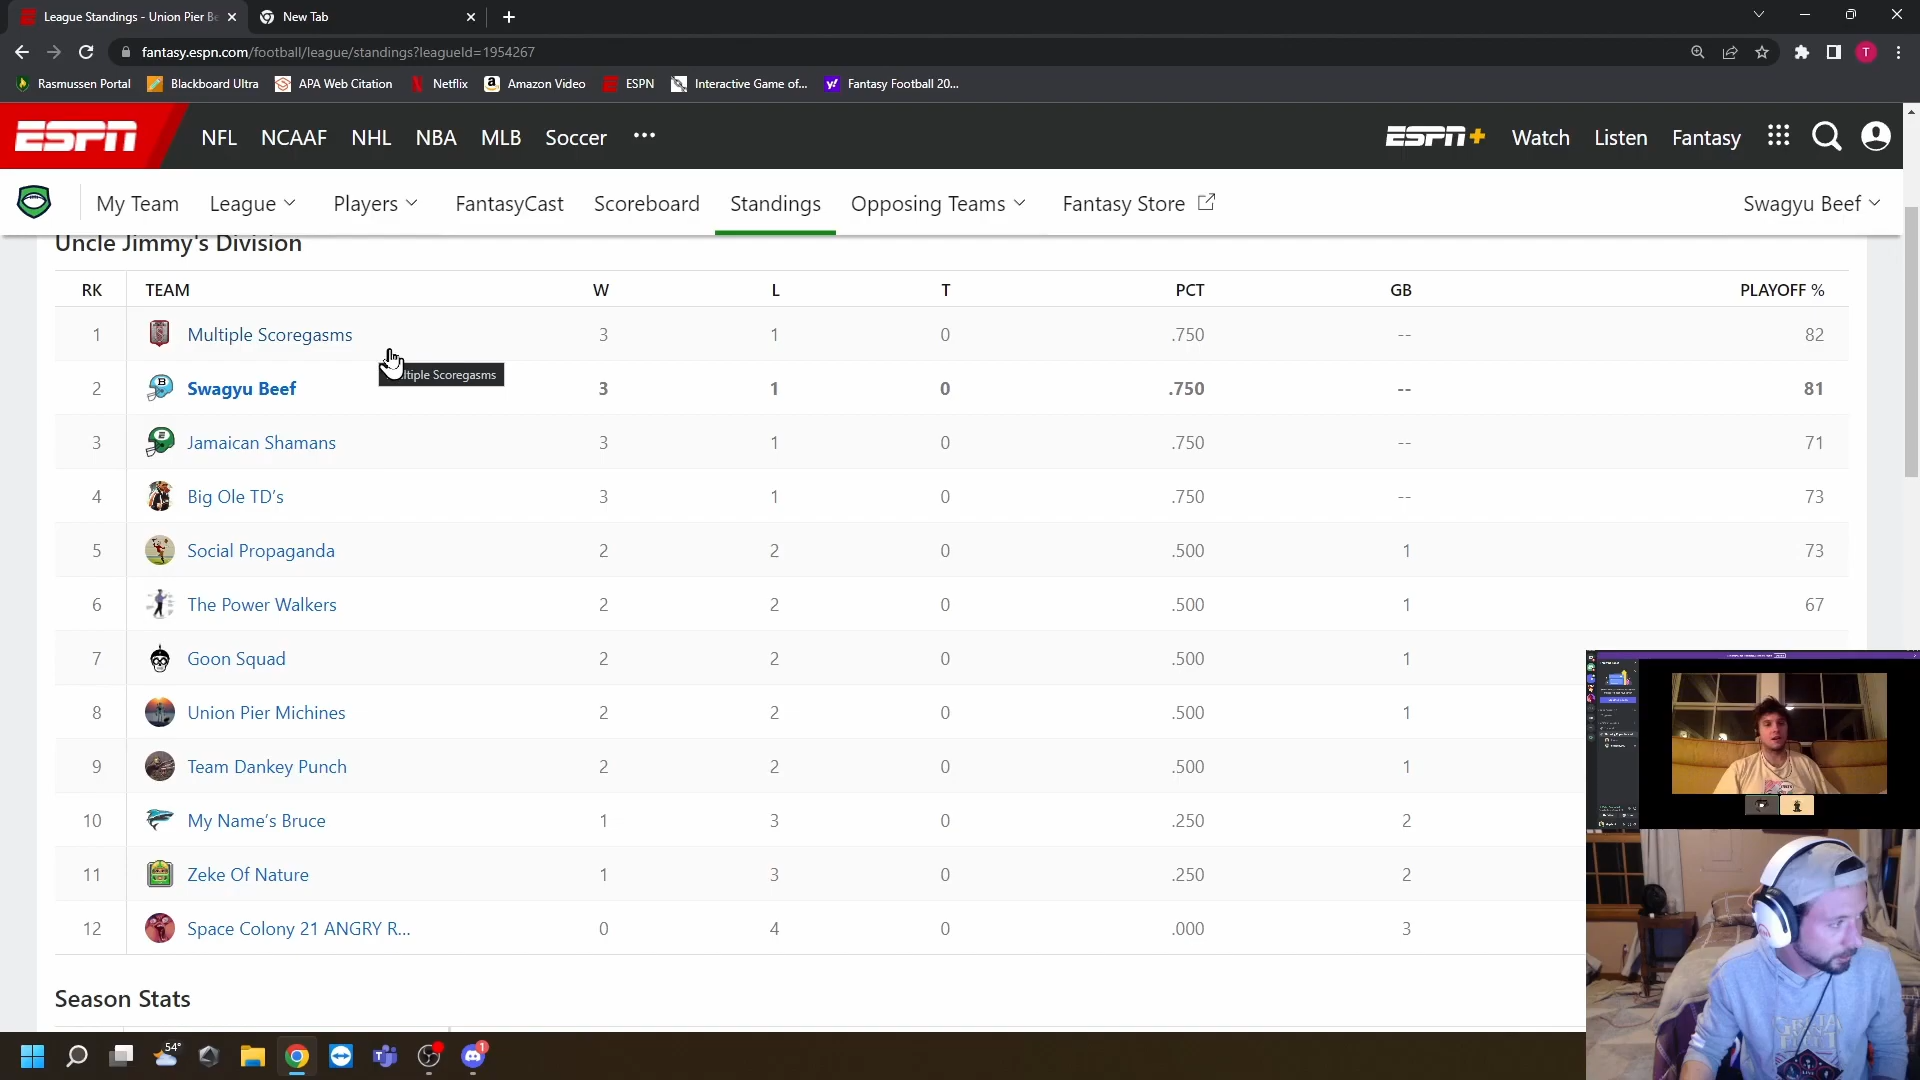 League Standings - Union Pier Be
New Tab
fantasy.espn.com/football/league/standings?leagueId=1954267
T
Rasmussen Portal
Blackboard Ultra
APA Web Citation
Netflix
Amazon Video
ESPN
Interactive Game of...
Fantasy Football 20...
ESPN
NFL
NCAAF
NHL
NBA
MLB
Soccer
ESPN+
Watch
Listen
Fantasy
My Team
League
Players
FantasyCast
Scoreboard
Standings
Opposing Teams
Fantasy Store
Swagyu Beef
Uncle Jimmy's Division
RK TEAM W L T PCT GB PLAYOFF %
1 Multiple Scoregasms 3 1 0 .750 -- 82
ltiple Scoregasms
2 Swagyu Beef 3 1 0 .750 -- 81
3 Jamaican Shamans 3 1 0 .750 -- 71
4 Big Ole TD's 3 1 0 .750 -- 73
5 Social Propaganda 2 2 0 .500 1 73
6 The Power Walkers 2 2 0 .500 1 67
7 Goon Squad 2 2 0 .500 1
8 Union Pier Michines 2 2 0 .500 1
9 Team Dankey Punch 2 2 0 .500 1
10 My Name's Bruce 1 3 0 .250 2
11 Zeke Of Nature 1 3 0 .250 2
12 Space Colony 21 ANGRY R... 0 4 0 .000 3
Season Stats
54°
1